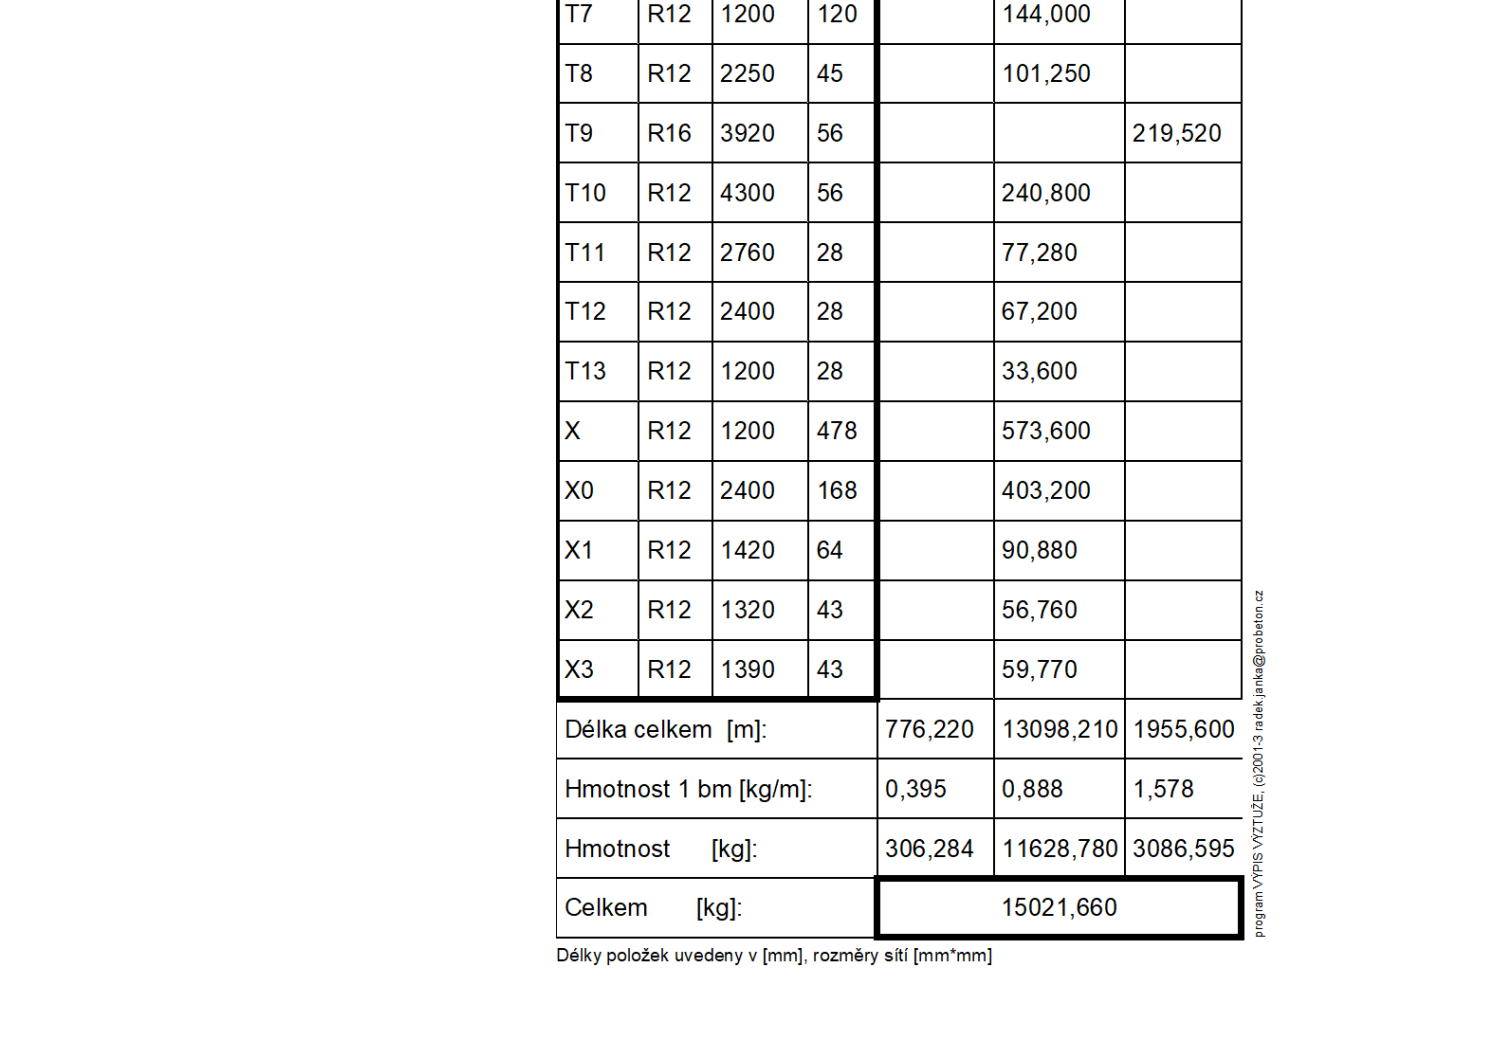 T7 R12 1200 120 144,000
T8 R12 2250 45 101,250
T9 R16 3920 56 219,520
T10 R12 4300 56 240,800
T11 R12 2760 28 77,280
T12 R12 2400 28 67,200
T13 R12 1200 28 33,600
X R12 1200 478 573,600
X0 R12 2400 168 403,200
X1 R12 1420 64 90,880
X2 R12 1320 43 56,760
X3 R12 1390 43 59,770
Délka celkem [m]: 776,220 13098,210 1955,600
Hmotnost 1 bm [kg/m]: 0,395 0,888 1,578
Hmotnost [kg]: 306,284 11628,780 3086,595
Celkem [kg]: 15021,660
Délky položek uvedeny v [mm], rozměry sítí [mm*mm]
program VÝPIS VÝZTUŽE, (c)2001-3 radek.janka@probeton.cz